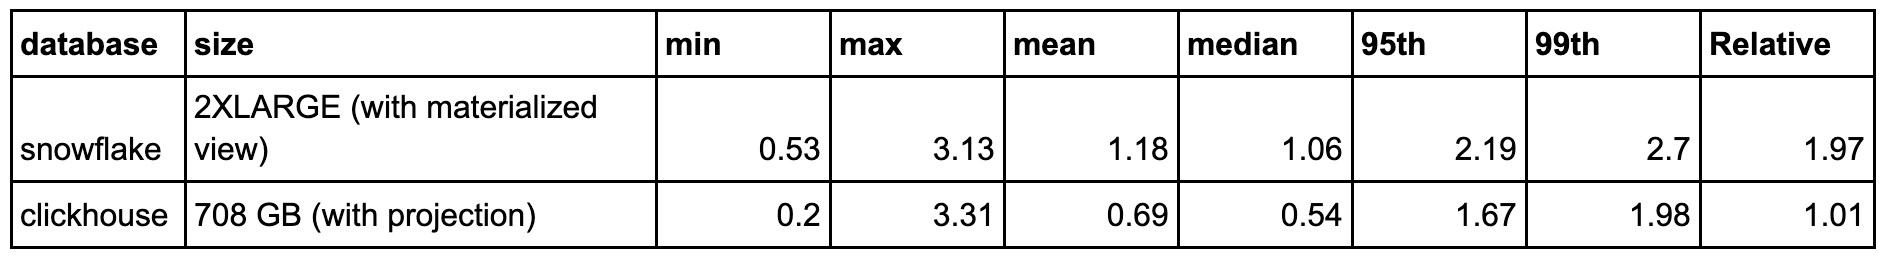 database size min max mean median 95th 99th Relative
2XLARGE (with materialized
snowflake view) 0.53 3.13 1.18 1.06 2.19 2.7 1.97
clickhouse 708 GB (with projection) 0.2 3.31 0.69 0.54 1.67 1.98 1.01